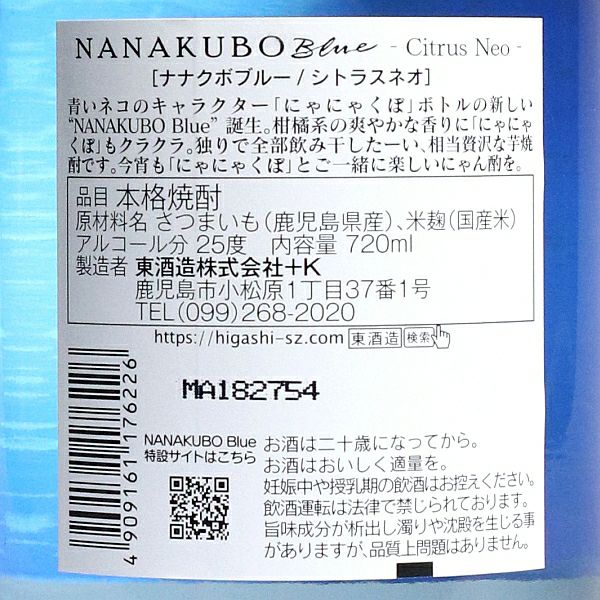 NANAKUBO Blue - Citrus Neo -
[ナナクボブルー/シトラスネオ]
青いネコのキャラクター「にゃにゃくぼ」ボトルの新しい
“NANAKUBO Blue”誕生。柑橘系の爽やかな香りに「にゃにゃ
くぼ」もクラクラ。独りで全部飲み干したーい、相当贅沢な芋焼
酎です。今宵も「にゃにゃくぼ」とご一緒に楽しいにゃん酌を。
品目 本格焼酎
原材料名 さつまいも(鹿児島県産)、米麹(国産米)
アルコール分 25度 内容量 720ml
製造者 東酒造株式会社+K
鹿児島市小松原1丁目37番1号
TEL(099)268-2020
https://higashi-sz.com 東酒造 検索
MA182754
4 909161 176226
NANAKUBO Blue
特設サイトはこちら
お酒は二十歳になってから。
お酒はおいしく適量を。
妊娠中や授乳期の飲酒はお控えください。
飲酒運転は法律で禁じられております。
旨味成分が析出し濁りや沈殿を生じる事
がありますが、品質上問題はありません。